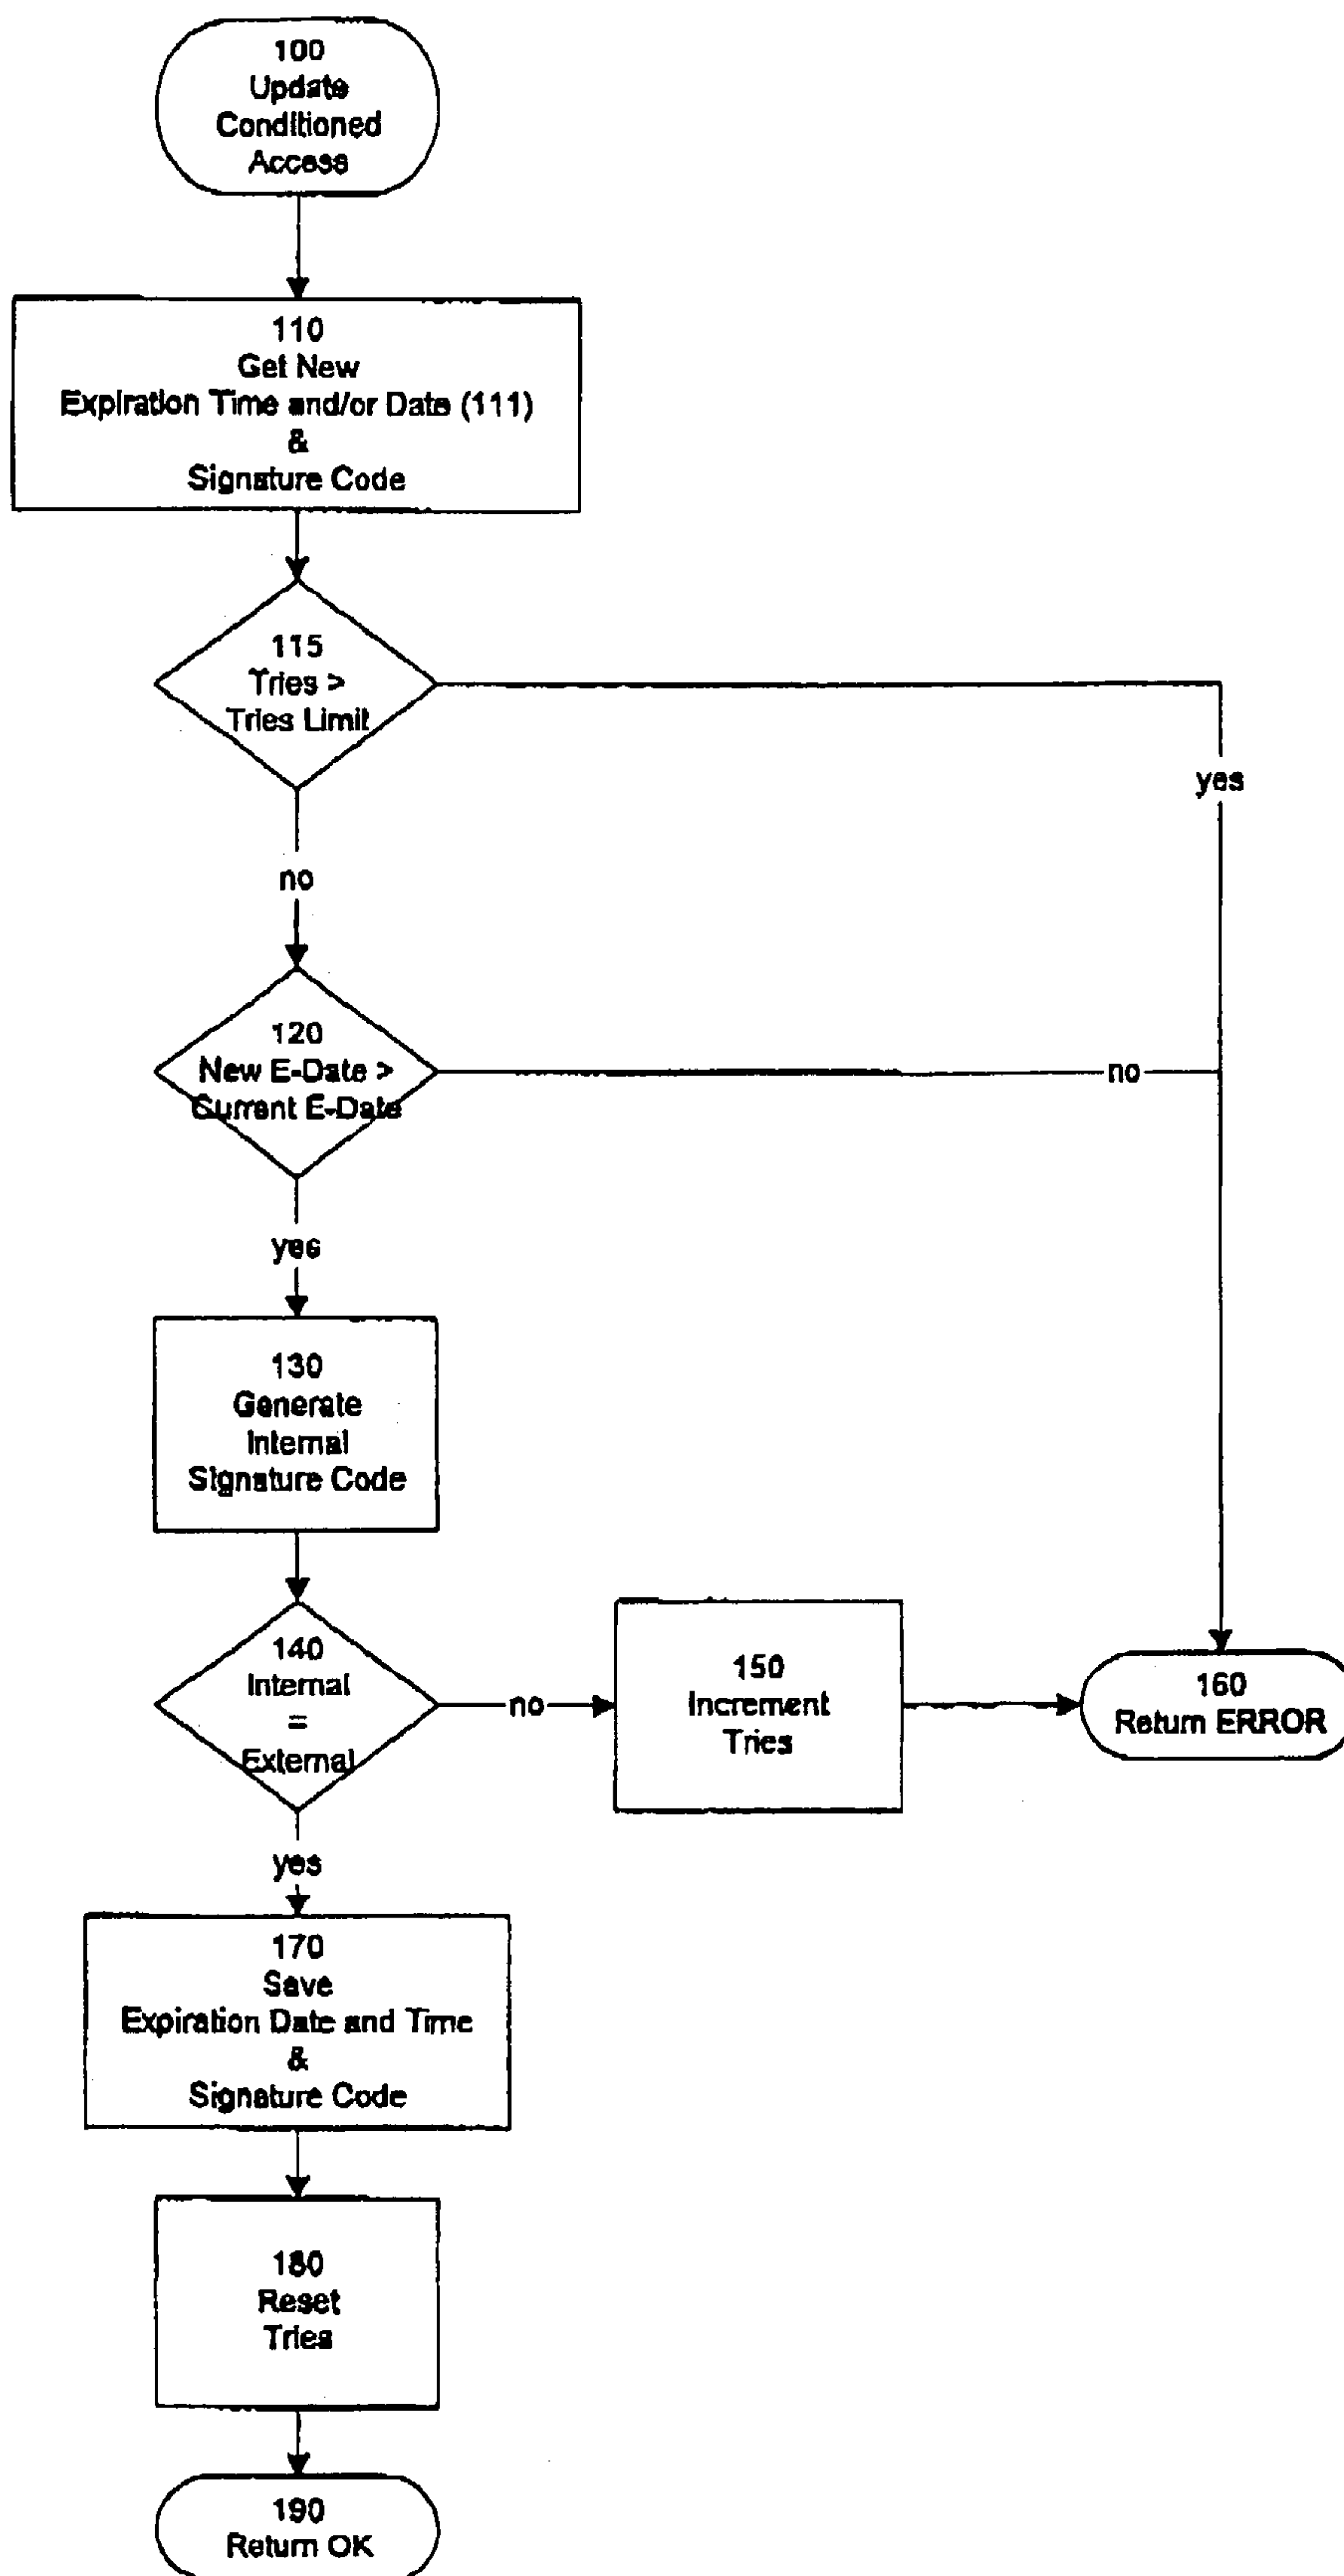 100
Update
Conditioned
Access
110
Get New
Expiration Time and/or Date (111)
&
Signature Code
115
Tries >
Tries Limit
yes
no
120
New E-Date >
Current E-Date
no
yes
130
Generate
Internal
Signature Code
140
Internal
=
External
no
150
Increment
Tries
160
Return ERROR
yes
170
Save
Expiration Date and Time
&
Signature Code
180
Reset
Tries
190
Return OK